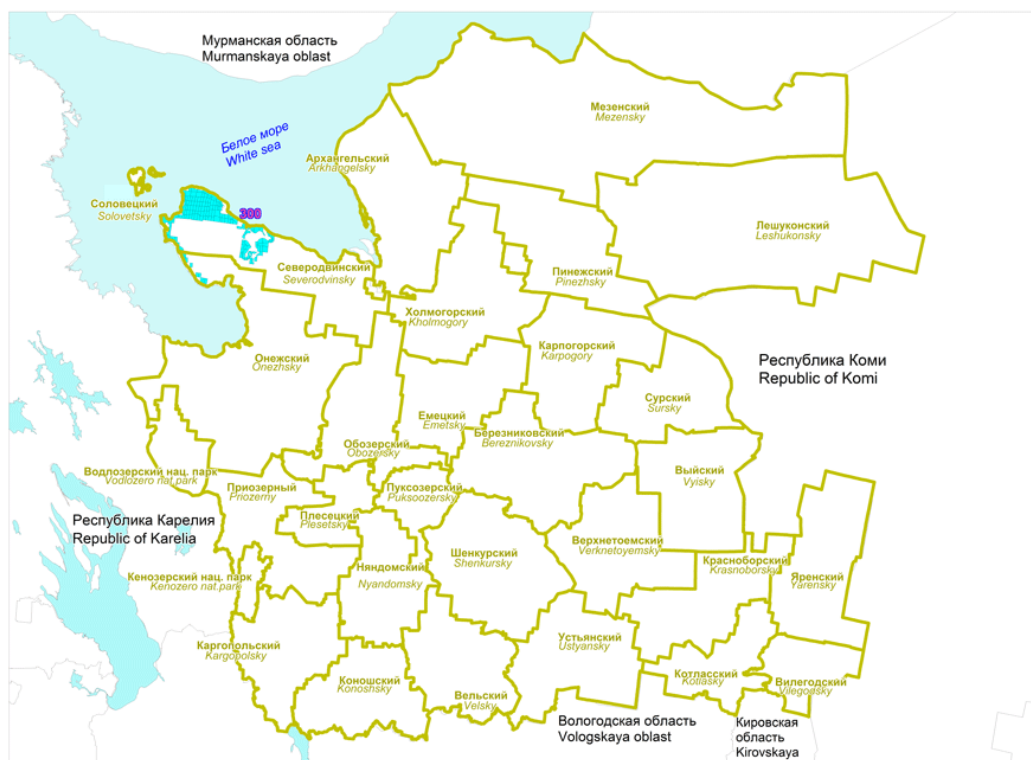 Мурманская область
Murmanskaya oblast
Мезенский
Mezensky
Белое море
White sea
Архангельский
Arkhangelsky
Соловецкий
Solovetsky
300
Лешуконский
Leshukonsky
Северодвинский
Severodvinsky
Пинежский
Pinezhsky
Холмогорский
Kholmogory
Карпогорский
Karpogory
Онежский
Onezhsky
Республика Коми
Republic of Komi
Сурский
Sursky
Емецкий
Emetsky
Березниковский
Bereznikovsky
Обозерский
Obozersky
Водлозерский нац. парк
Vodlozero nat.park
Приозерный
Priozerny
Пуксозерский
Puksoozersky
Выйский
Vyisky
Плесецкий
Plesetsky
Республика Карелия
Republic of Karelia
Шенкурский
Shenkursky
Верхнетоемский
Verknetoyemsky
Красноборский
Krasnoborsky
Няндомский
Nyandomsky
Яренский
Yarensky
Кенозерский нац. парк
Kenozero nat.park
Каргопольский
Kargopolsky
Устьянский
Ustyansky
Коношский
Konoshsky
Котласский
Kotlasky
Вилегодский
Vilegodsky
Вельский
Velsky
Вологодская область
Vologskaya oblast
Кировская
область
Kirovskaya